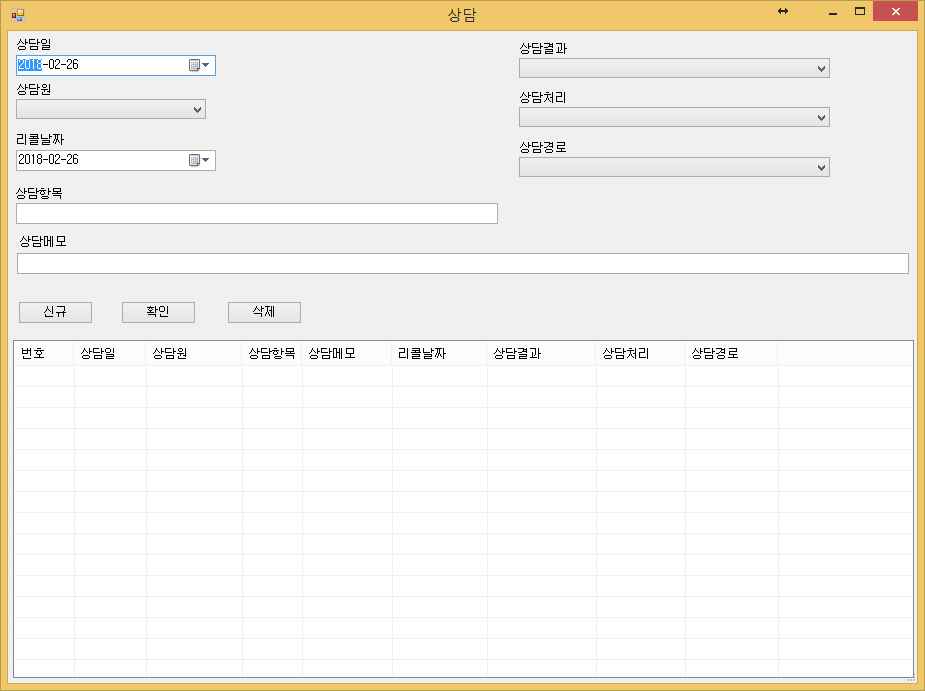 상담
상담일
2018-02-26
상담원
리콜날짜
2018-02-26
상담항목
상담메모
상담결과
상담처리
상담경로
신규 확인 삭제
번호 상담일 상담원 상담항목 상담메모 리콜날짜 상담결과 상담처리 상담경로